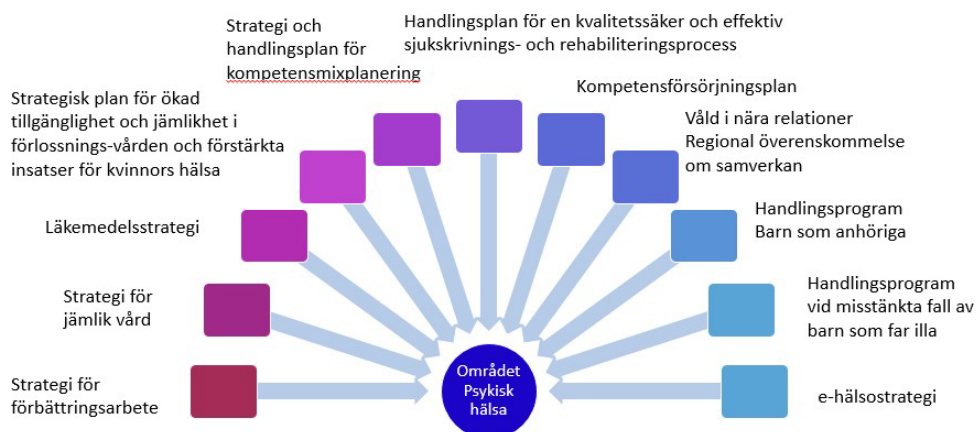 Strategi och
handlingsplan för
kompetensmixplanering
Handlingsplan för en kvalitetssäker och effektiv
sjukskrivnings- och rehabiliteringsprocess
Strategisk plan för ökad
tillgänglighet och jämlikhet i
förlossnings-vården och förstärkta
insatser för kvinnors hälsa
Kompetensförsörjningsplan
Våld i nära relationer
Regional överenskommelse
om samverkan
Läkemedelsstrategi
Handlingsprogram
Barn som anhöriga
Strategi för
jämlik vård
Handlingsprogram
vid misstänkta fall av
barn som far illa
Strategi för
förbättringsarbete
Området
Psykisk
hälsa
e-hälsostrategi